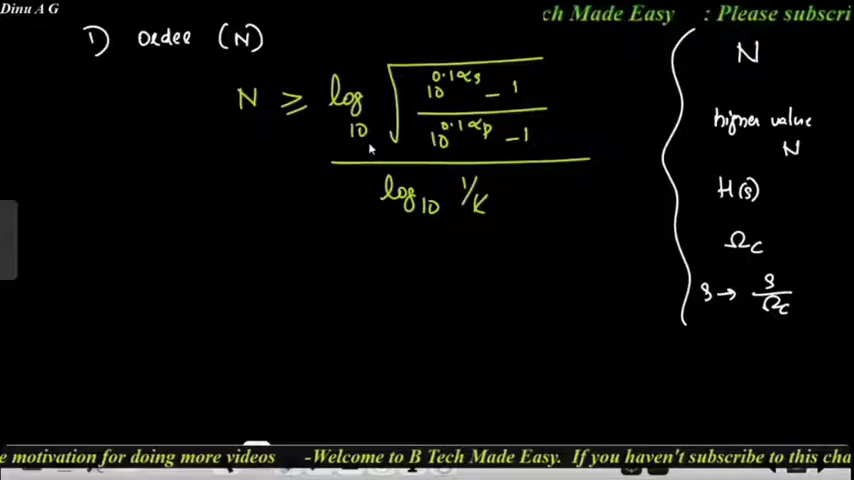 Dinu A G
ch Made Easy : Please subscri
1) order (N)
N ≥ log₁₀ √((10^(0.1αs) − 1) / (10^(0.1αp) − 1)) / log₁₀ 1/K
N
higher value
N
H(s)
Ωc
s → s/Ωc
e motivation for doing more videos -Welcome to B Tech Made Easy. If you haven't subscribe to this cha